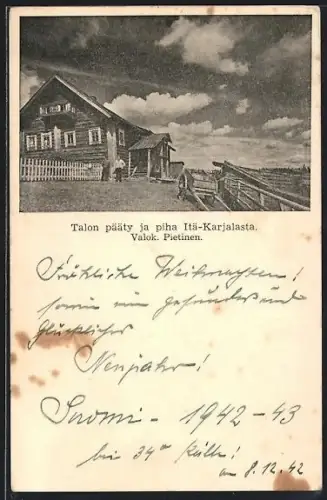 Talon pääty ja piha Itä-Karjalasta.
Valok. Pietinen.
Fröhliche Weihnachten!
sowie ein gesundes und
Glückliches
Neujahr!
Suomi - 1942 - 43
bei 34° Kält!
am 8.12.42